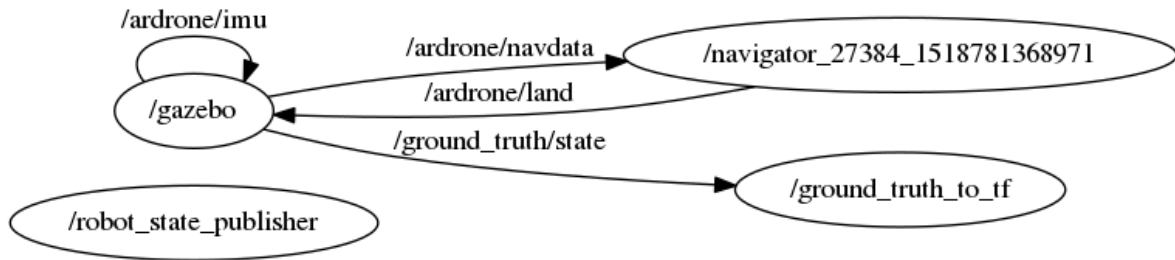 /ardrone/imu
/ardrone/navdata
/navigator_27384_1518781368971
/gazebo
/ardrone/land
/ground_truth/state
/ground_truth_to_tf
/robot_state_publisher